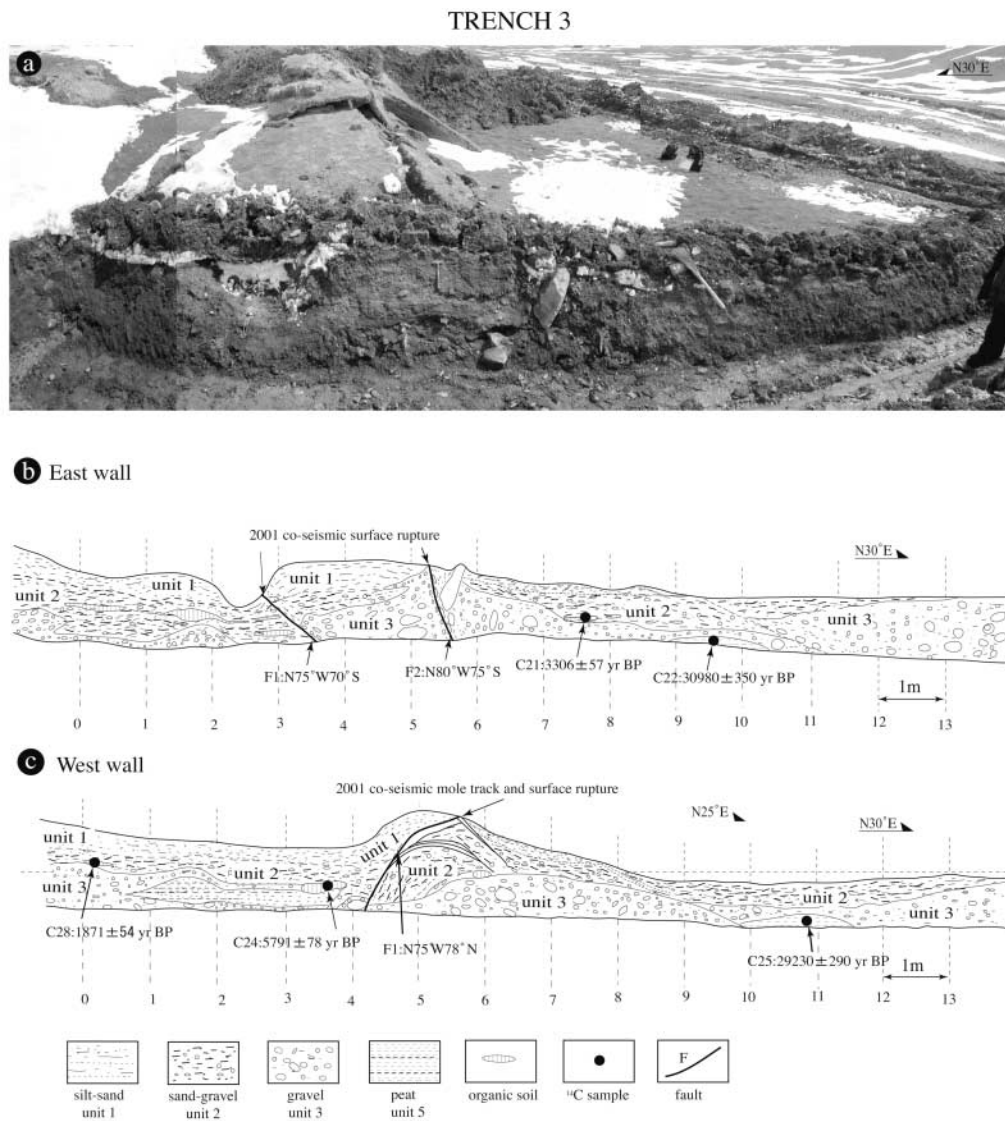 TRENCH 3
a
N30°E
b East wall
2001 co-seismic surface rupture
N30°E
unit 1
unit 1
unit 2
unit 2
unit 3
unit 3
F1:N75°W70°S
F2:N80°W75°S
C21:3306±57 yr BP
C22:30980±350 yr BP
1m
0 1 2 3 4 5 6 7 8 9 10 11 12 13
c West wall
2001 co-seismic mole track and surface rupture
N25°E
N30°E
unit 1
unit 1
unit 2
unit 2
unit 2
unit 3
unit 3
unit 3
C28:1871±54 yr BP
C24:5791±78 yr BP
F1:N75°W78°N
C25:29230±290 yr BP
1m
0 1 2 3 4 5 6 7 8 9 10 11 12 13
F
silt-sand
unit 1
sand-gravel
unit 2
gravel
unit 3
peat
unit 5
organic soil
¹⁴C sample
fault